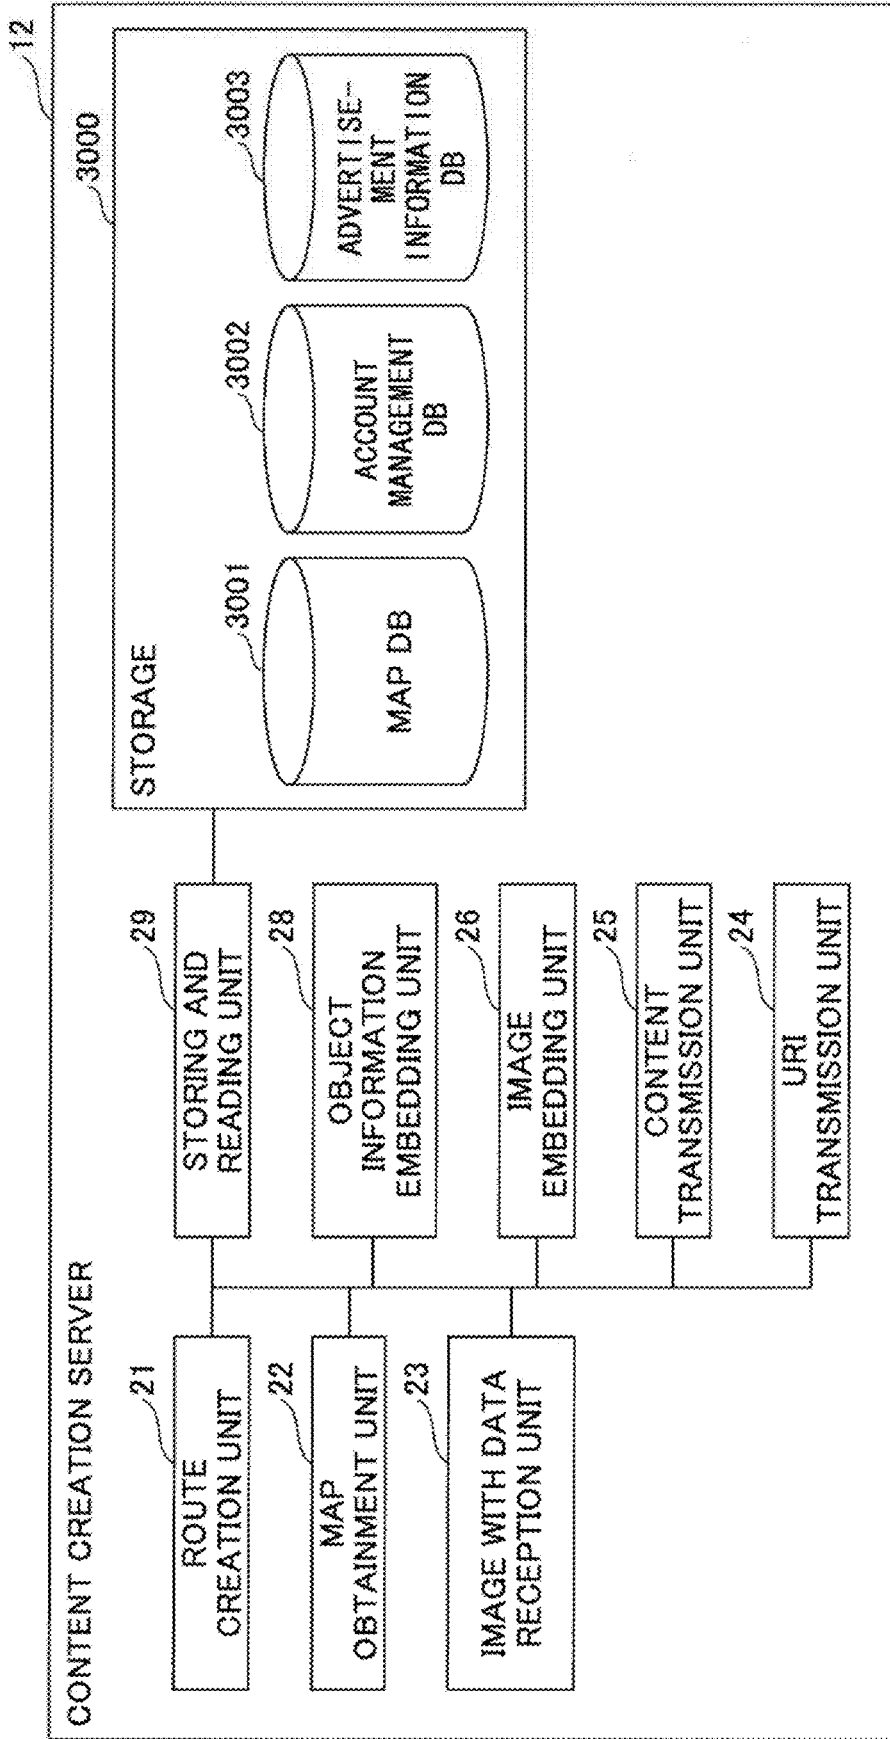 CONTENT CREATION SERVER
12
21
ROUTE
CREATION UNIT
22
MAP
OBTAINMENT UNIT
23
IMAGE WITH DATA
RECEPTION UNIT
29
STORING AND
READING UNIT
28
OBJECT
INFORMATION
EMBEDDING UNIT
26
IMAGE
EMBEDDING UNIT
25
CONTENT
TRANSMISSION UNIT
24
URI
TRANSMISSION UNIT
3000
STORAGE
3001
MAP DB
3002
ACCOUNT
MANAGEMENT
DB
3003
ADVERTISE-
MENT
INFORMATION
DB